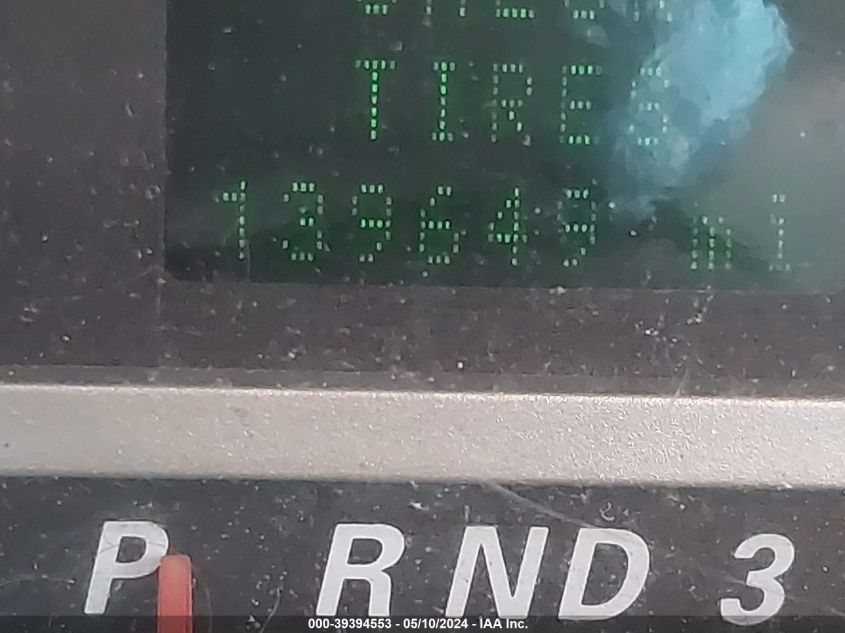 TIRES
139649 mi
P RND 3
000-39394553 - 05/10/2024 - IAA Inc.